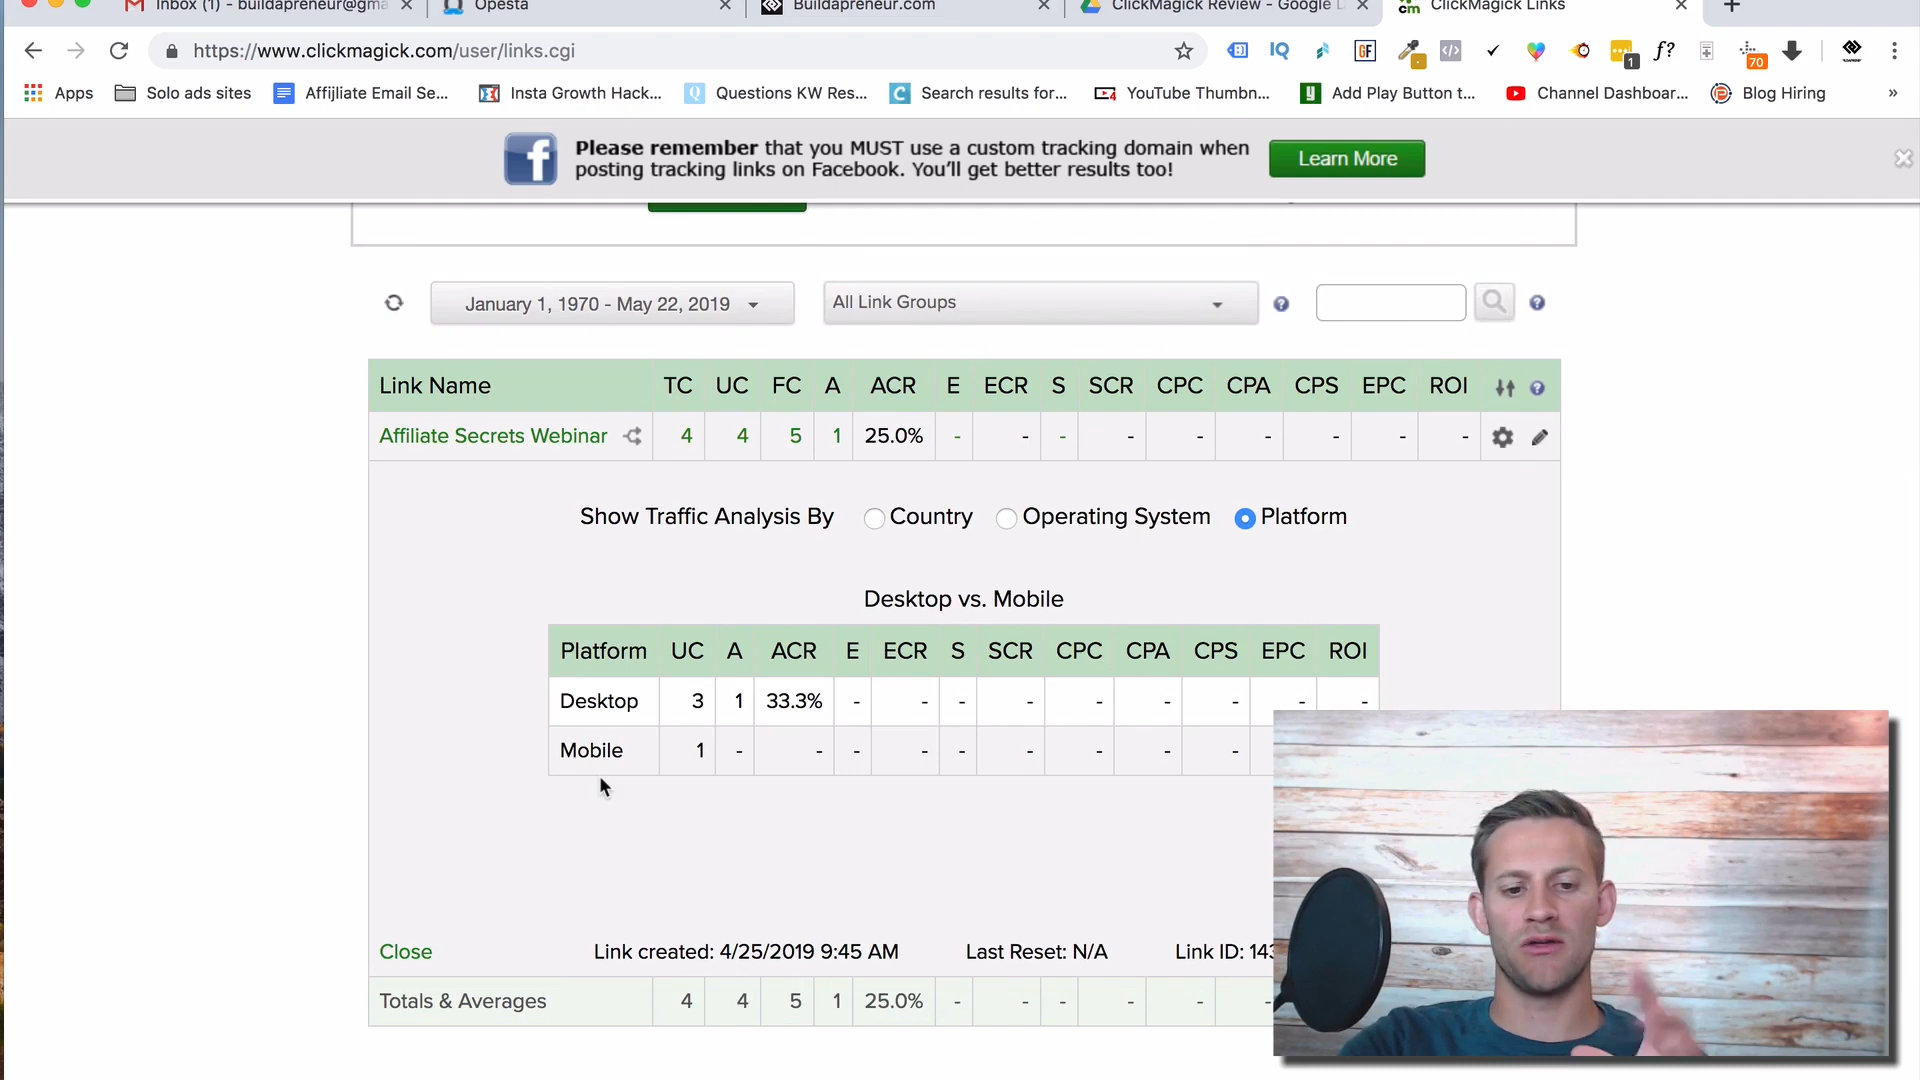 Inbox (1) - buildapreneur@gma
Opesta
Buildapreneur.com
ClickMagick Review - Google D
ClickMagick Links
https://www.clickmagick.com/user/links.cgi
IQ
GF
f?
1
70
Apps
Solo ads sites
Affijliate Email Se...
Insta Growth Hack...
Questions KW Res...
Search results for...
YouTube Thumbn...
Add Play Button t...
Channel Dashboar...
Blog Hiring
»
Please remember that you MUST use a custom tracking domain when
posting tracking links on Facebook. You'll get better results too!
Learn More
January 1, 1970 - May 22, 2019
All Link Groups
Link Name TC UC FC A ACR E ECR S SCR CPC CPA CPS EPC ROI
Affiliate Secrets Webinar 4 4 5 1 25.0% - - - - - - - - -
Show Traffic Analysis By Country Operating System Platform
Desktop vs. Mobile
Platform UC A ACR E ECR S SCR CPC CPA CPS EPC ROI
Desktop 3 1 33.3% - - - - - - - - -
Mobile 1 - - - - - - - - -
Close Link created: 4/25/2019 9:45 AM Last Reset: N/A Link ID: 143
Totals & Averages 4 4 5 1 25.0% - - - - - - -